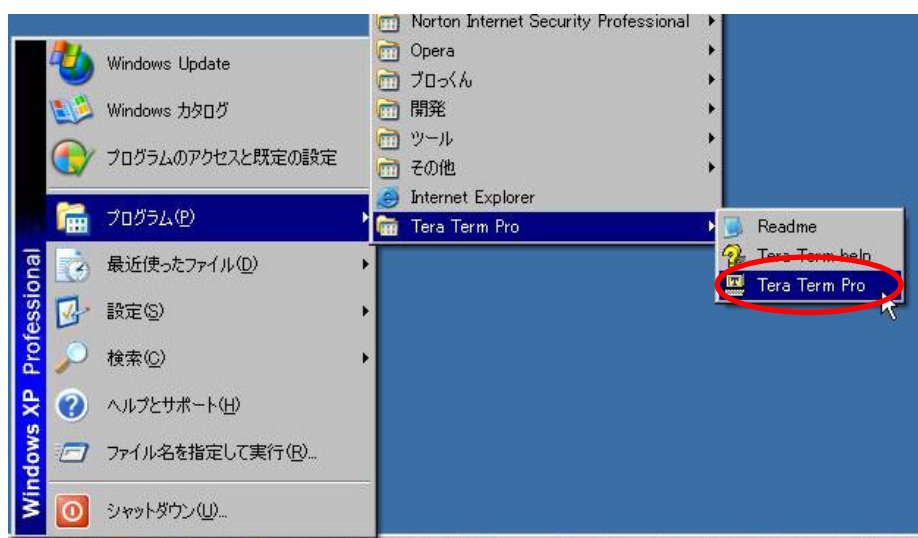 Windows XP Professional
Windows Update
Windows カタログ
プログラムのアクセスと既定の設定
プログラム(P)
最近使ったファイル(D)
設定(S)
検索(C)
ヘルプとサポート(H)
ファイル名を指定して実行(R)...
シャットダウン(U)...
Norton Internet Security Professional
Opera
ブロっくん
開発
ツール
その他
Internet Explorer
Tera Term Pro
Readme
Tera Term help
Tera Term Pro